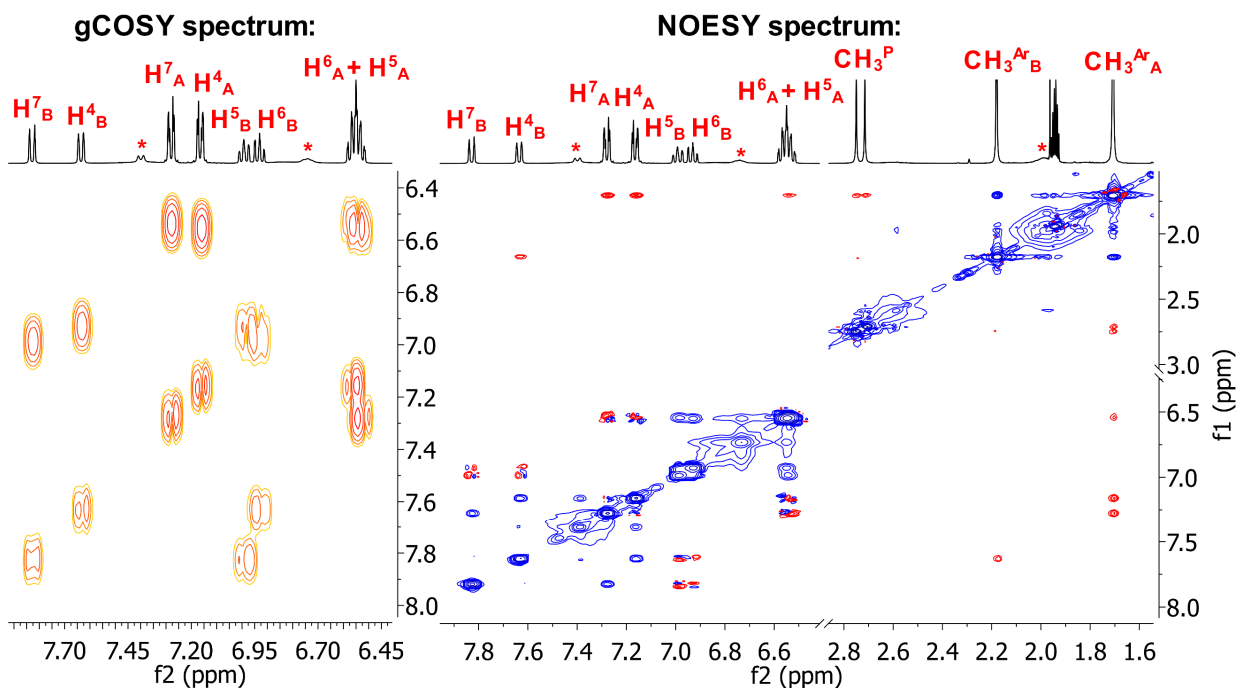 gCOSY spectrum:
NOESY spectrum:
H⁷B H⁴B * H⁷A H⁴A H⁵B H⁶B * H⁶A + H⁵A
H⁷B H⁴B * H⁷A H⁴A H⁵B H⁶B * H⁶A + H⁵A CH₃ᴾ CH₃ᴬʳB * CH₃ᴬʳA
6.4
6.6
6.8
7.0
7.2
7.4
7.6
7.8
8.0
7.70 7.45 7.20 6.95 6.70 6.45
f2 (ppm)
2.0
2.5
3.0
6.5
7.0
7.5
8.0
f1 (ppm)
7.8 7.6 7.4 7.2 7.0 6.8 6.6 2.8 2.6 2.4 2.2 2.0 1.8 1.6
f2 (ppm)